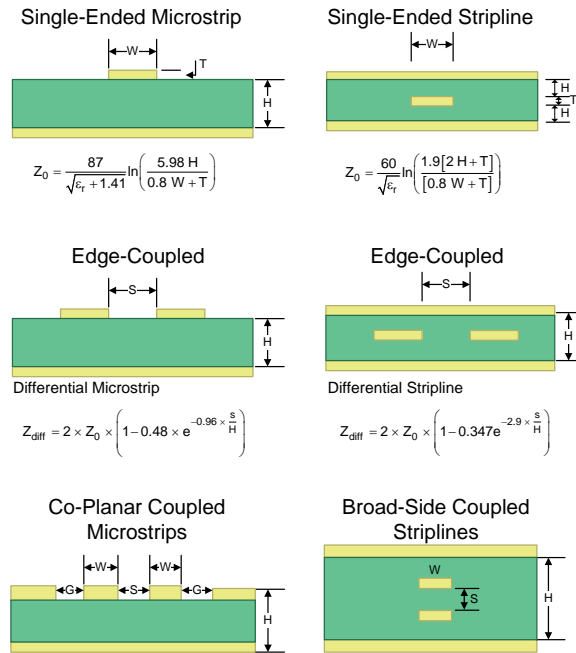 Single-Ended Microstrip
W
T
H
Z₀ = 87 / √(εr + 1.41) ln(5.98 H / (0.8 W + T))
Single-Ended Stripline
W
H
T
H
Z₀ = 60 / √εr ln(1.9[2 H + T] / [0.8 W + T])
Edge-Coupled
S
H
Differential Microstrip
Zdiff = 2 × Z₀ × (1 − 0.48 × e^(−0.96 × s/H))
Edge-Coupled
S
H
Differential Stripline
Zdiff = 2 × Z₀ × (1 − 0.347e^(−2.9 × s/H))
Co-Planar Coupled
Microstrips
W
W
G
S
G
H
Broad-Side Coupled
Striplines
W
S
H